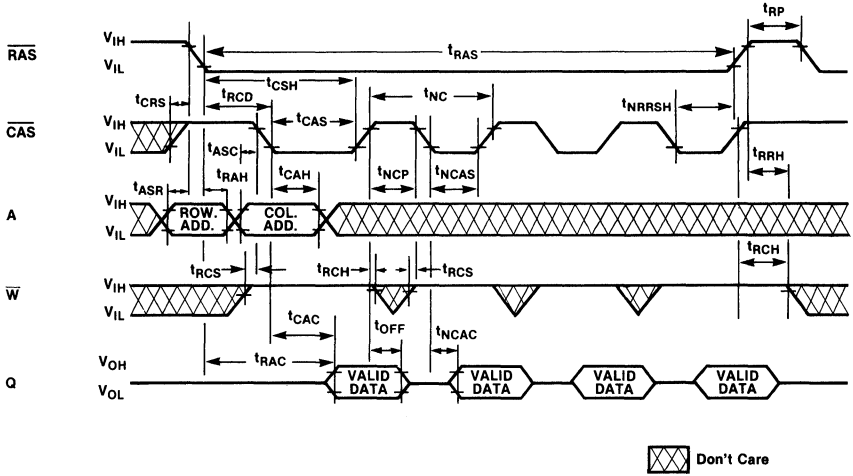 tRP
VIH
RAS
VIL
tRAS
tCSH
tCRS
tRCD
tNC
tNRRSH
VIH
CAS
VIL
tCAS
tASC
tRRH
tASR
tRAH
tCAH
tNCP
tNCAS
VIH
A
VIL
ROW. ADD.
COL. ADD.
tRCS
tRCH
tRCS
tRCH
VIH
W
VIL
tCAC
tOFF
tNCAC
tRAC
VOH
Q
VOL
VALID DATA
VALID DATA
VALID DATA
VALID DATA
Don't Care